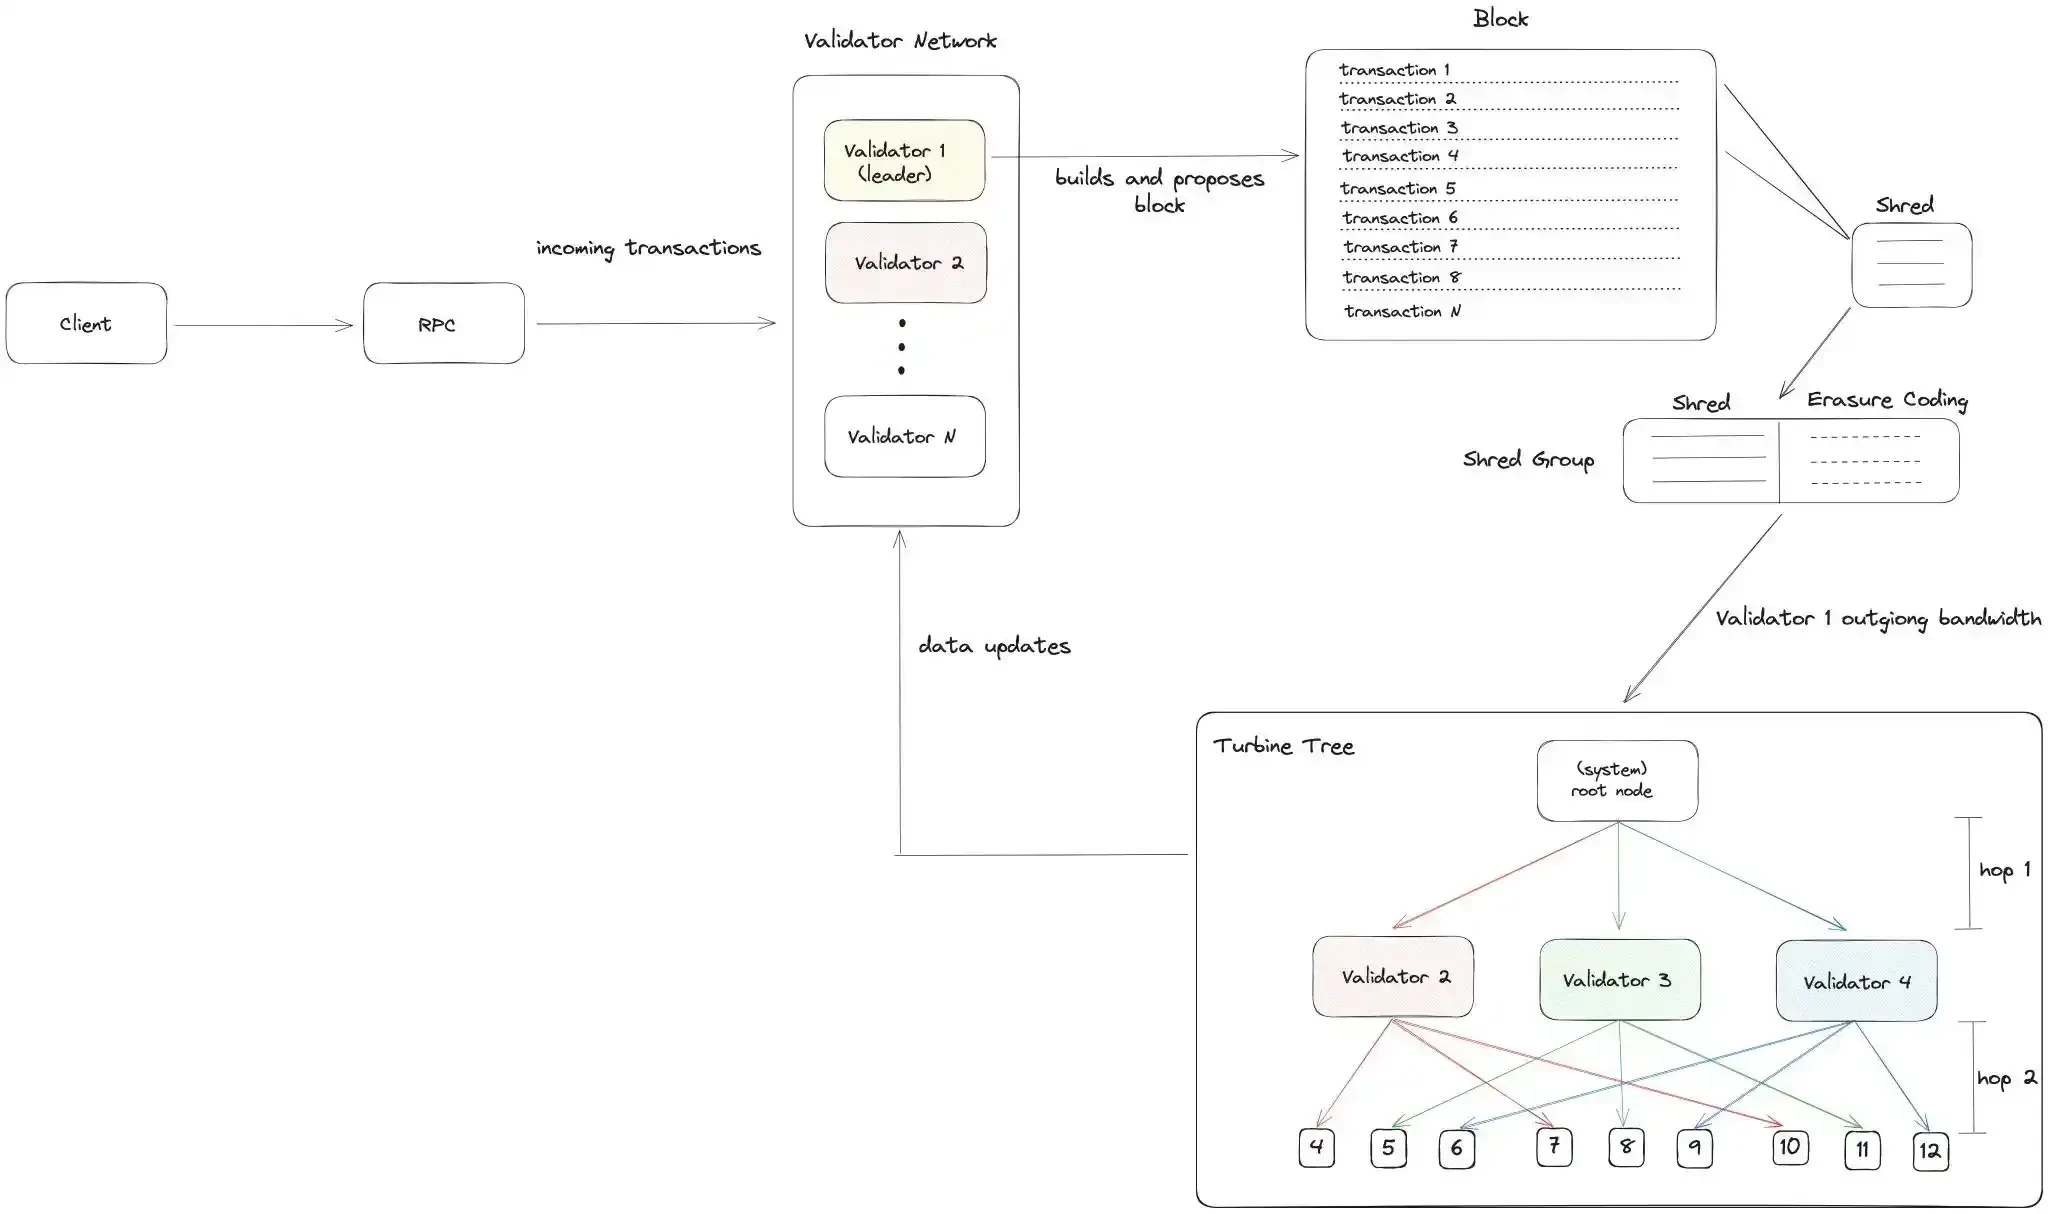 Block
Validator Network
transaction 1
transaction 2
transaction 3
transaction 4
transaction 5
transaction 6
transaction 7
transaction 8
transaction N
Validator 1
(leader)
builds and proposes
block
Validator 2
Validator N
incoming transactions
Client
RPC
Shred
Shred
Erasure Coding
Shred Group
Validator 1 outgiong bandwidth
data updates
Turbine Tree
(system)
root node
hop 1
Validator 2
Validator 3
Validator 4
hop 2
4
5
6
7
8
9
10
11
12